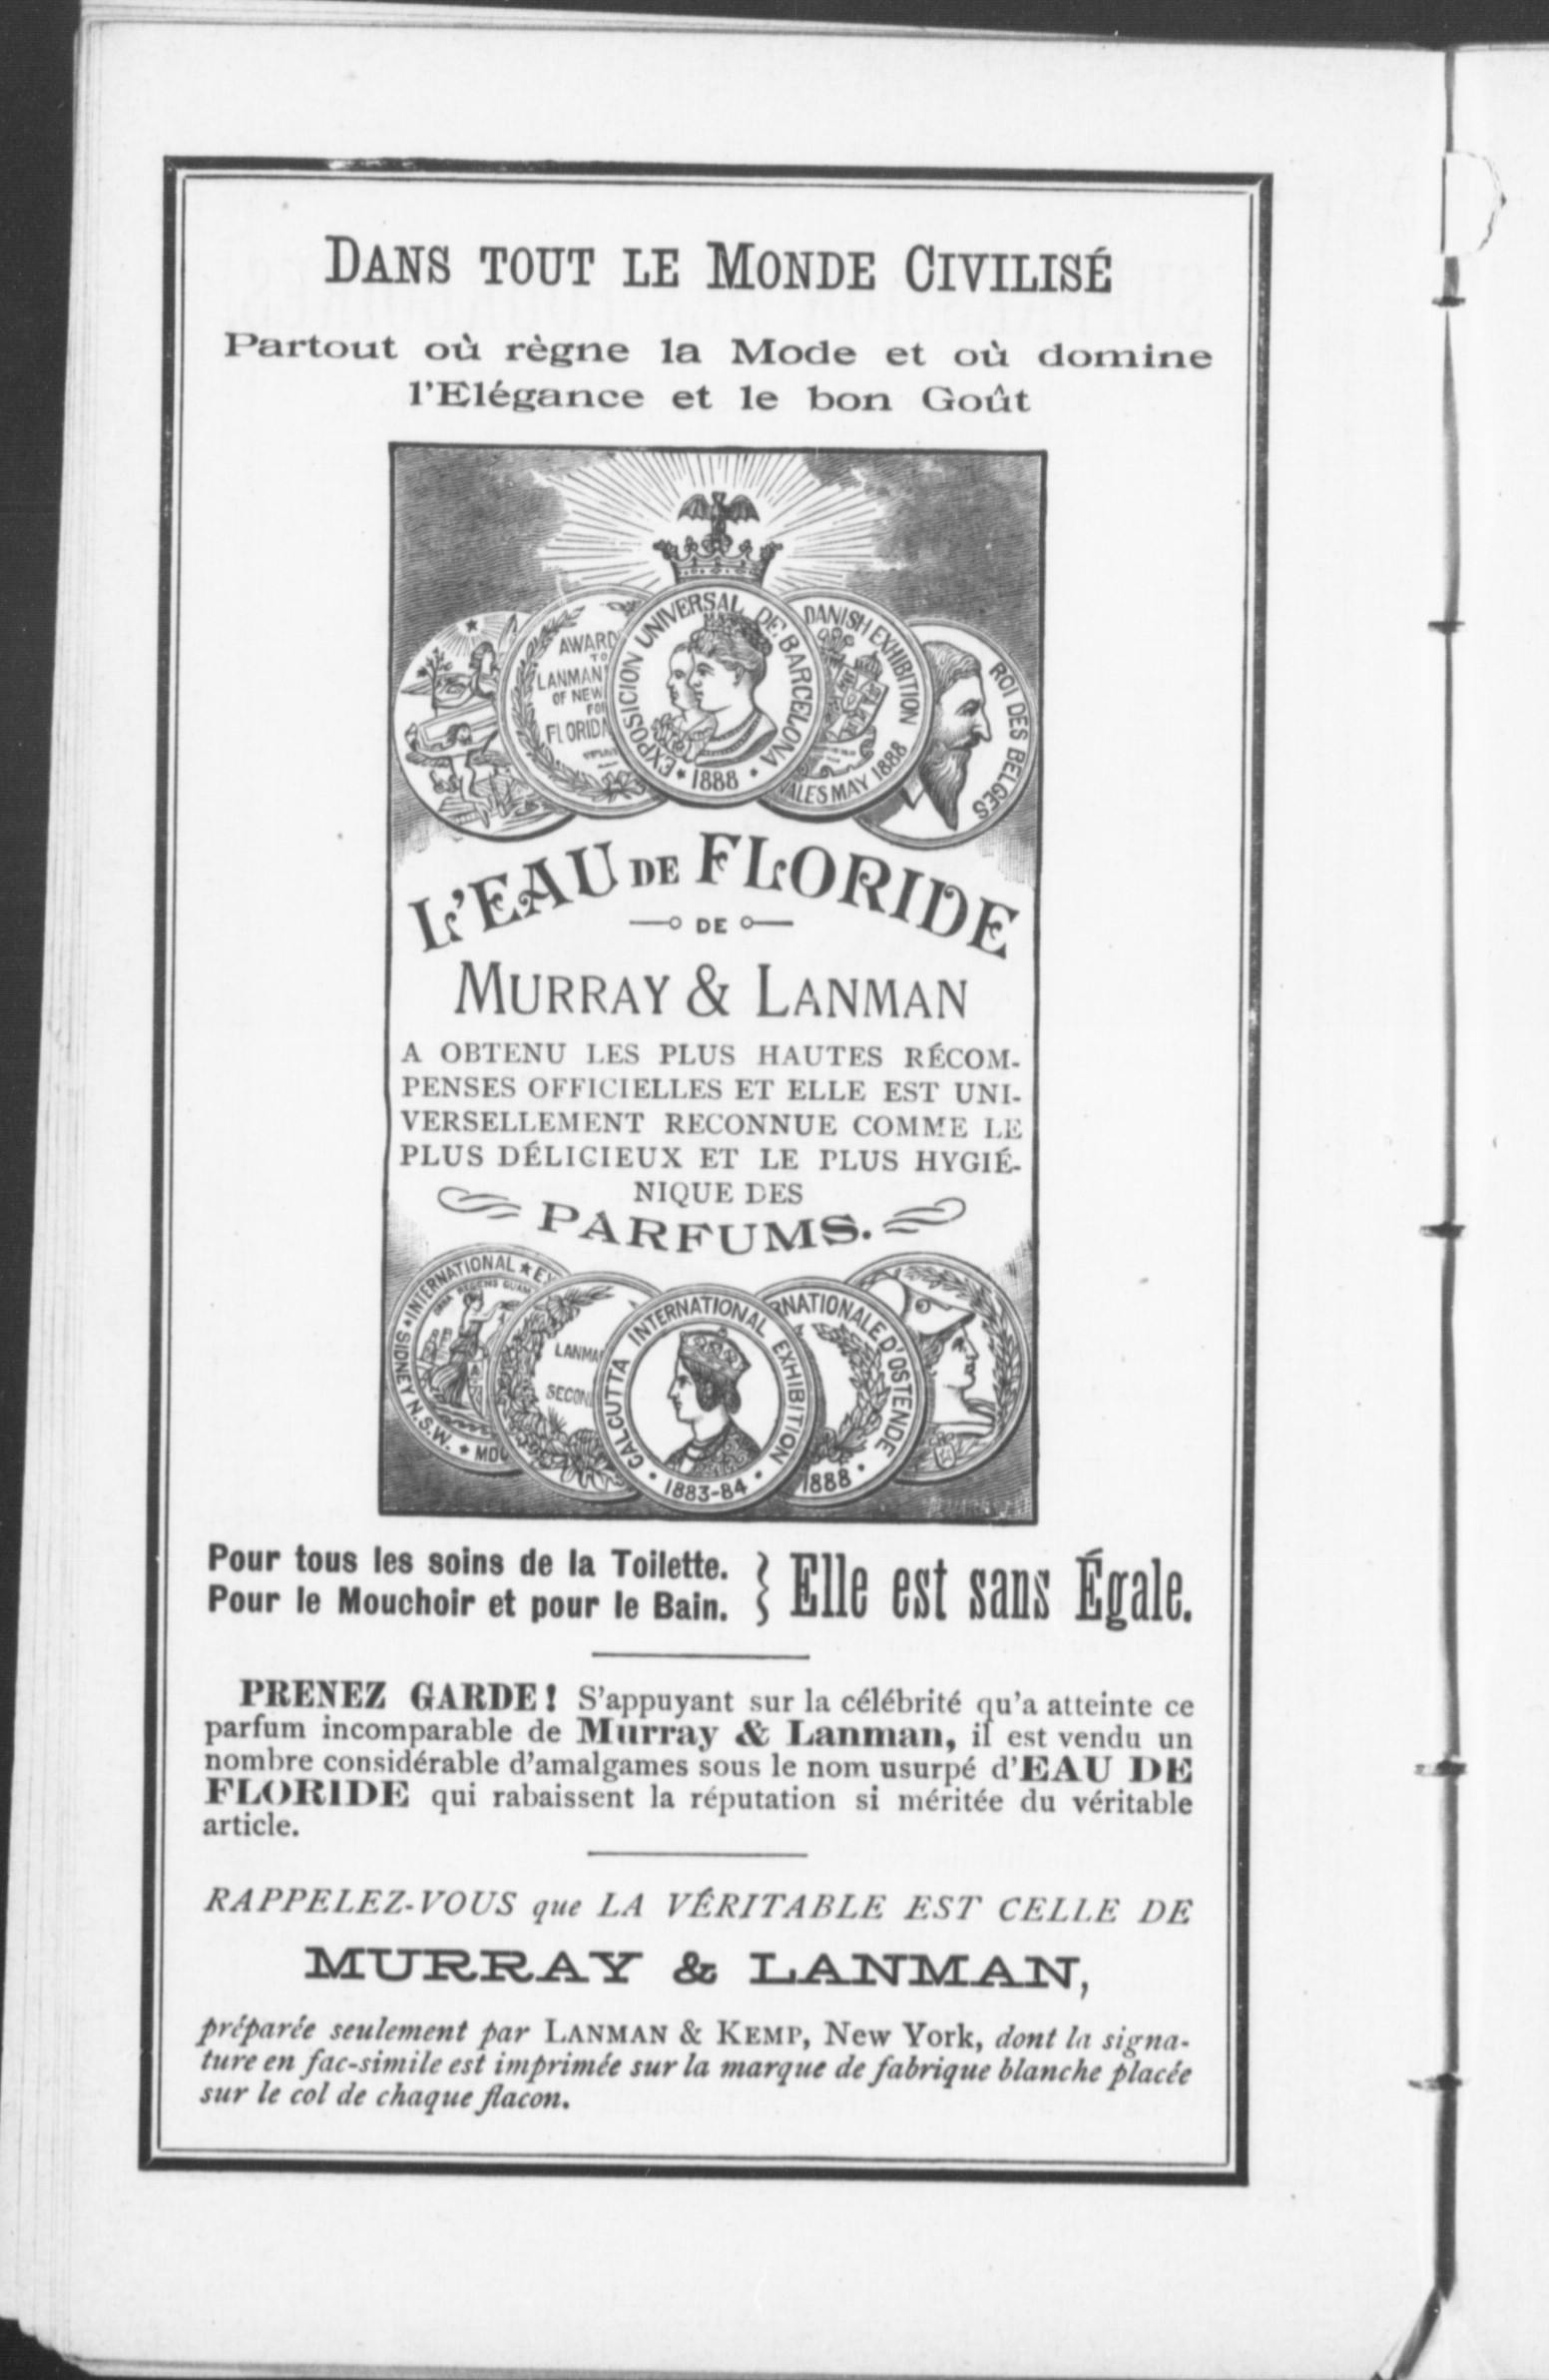 DANS TOUT LE MONDE CIVILISÉ
Partout où règne la Mode et où domine
l'Elégance et le bon Goût
AWARD
TO
LANMAN
OF NEW
FLORIDA
EXPOSICION UNIVERSAL DE BARCELONA
1888
DANISH EXHIBITION
MAY 1888
ROI DES BELGES
L'EAU DE FLORIDE
DE
MURRAY & LANMAN
A OBTENU LES PLUS HAUTES RÉCOM-
PENSES OFFICIELLES ET ELLE EST UNI-
VERSELLEMENT RECONNUE COMME LE
PLUS DÉLICIEUX ET LE PLUS HYGIÉ-
NIQUE DES
PARFUMS.
SIDNEY N.S.W. * INTERNATIONAL *
CALCUTTA INTERNATIONAL EXHIBITION
1883-84
D'OSTENDE
1888
Pour tous les soins de la Toilette.
Pour le Mouchoir et pour le Bain.
} Elle est sans Égale.
PRENEZ GARDE! S'appuyant sur la célébrité qu'a atteinte ce
parfum incomparable de Murray & Lanman, il est vendu un
nombre considérable d'amalgames sous le nom usurpé d'EAU DE
FLORIDE qui rabaissent la réputation si méritée du véritable
article.
RAPPELEZ-VOUS que LA VÉRITABLE EST CELLE DE
MURRAY & LANMAN,
préparée seulement par LANMAN & KEMP, New York, dont la signa-
ture en fac-simile est imprimée sur la marque de fabrique blanche placée
sur le col de chaque flacon.